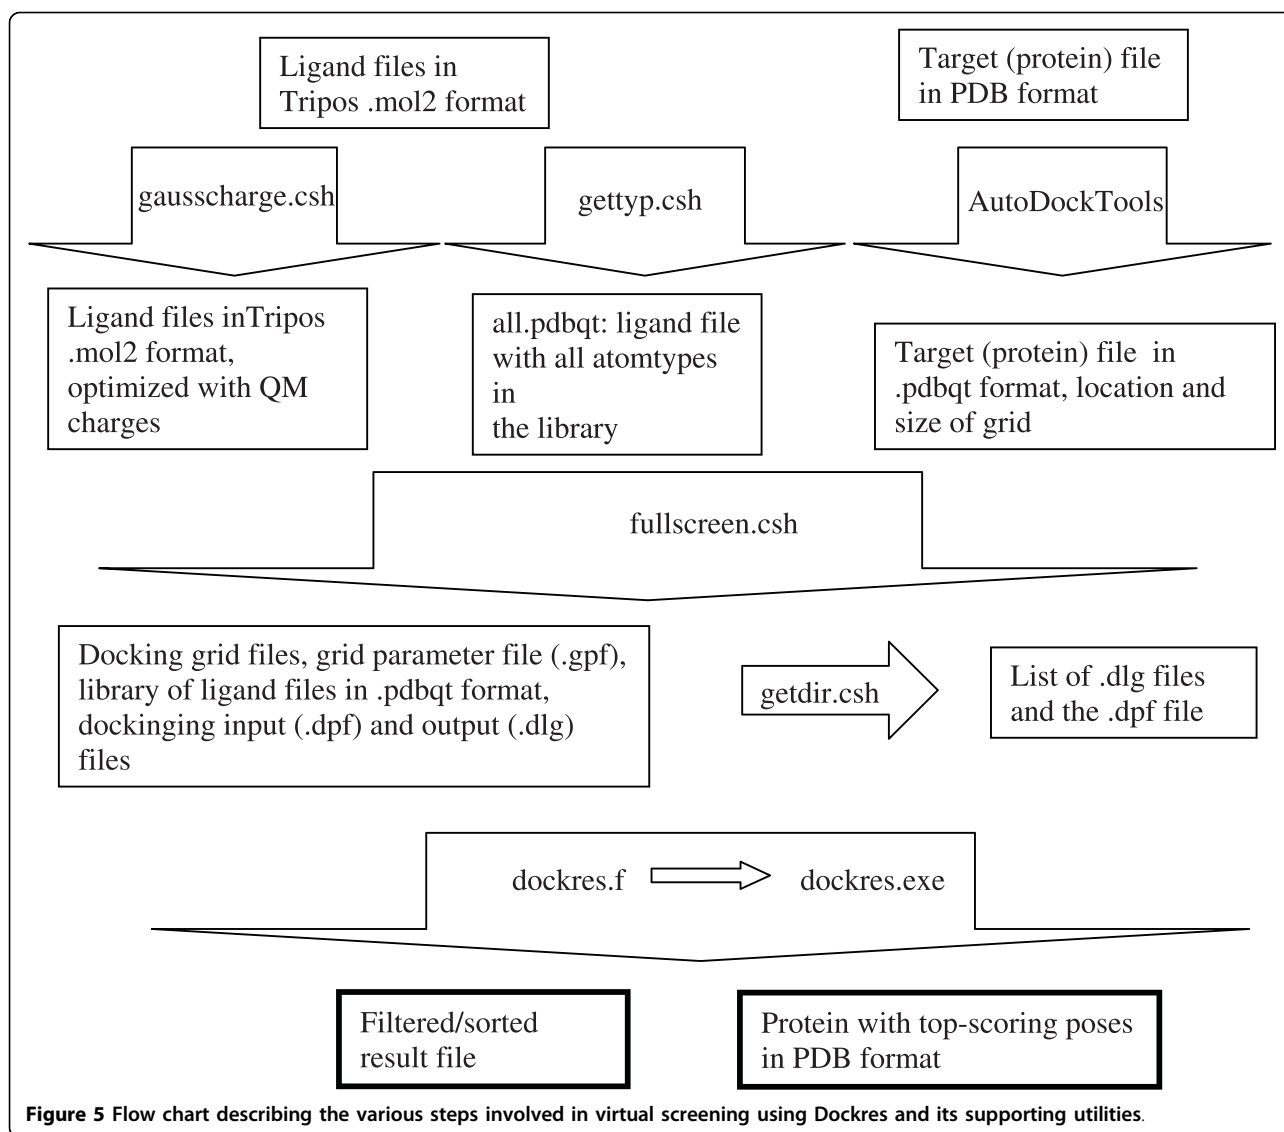 Ligand files in
Tripos .mol2 format
Target (protein) file
in PDB format
gausscharge.csh
gettyp.csh
AutoDockTools
Ligand files inTripos
.mol2 format,
optimized with QM
charges
all.pdbqt: ligand file
with all atomtypes
in
the library
Target (protein) file in
.pdbqt format, location and
size of grid
fullscreen.csh
Docking grid files, grid parameter file (.gpf),
library of ligand files in .pdbqt format,
dockinging input (.dpf) and output (.dlg)
files
getdir.csh
List of .dlg files
and the .dpf file
dockres.f
dockres.exe
Filtered/sorted
result file
Protein with top-scoring poses
in PDB format
Figure 5 Flow chart describing the various steps involved in virtual screening using Dockres and its supporting utilities.